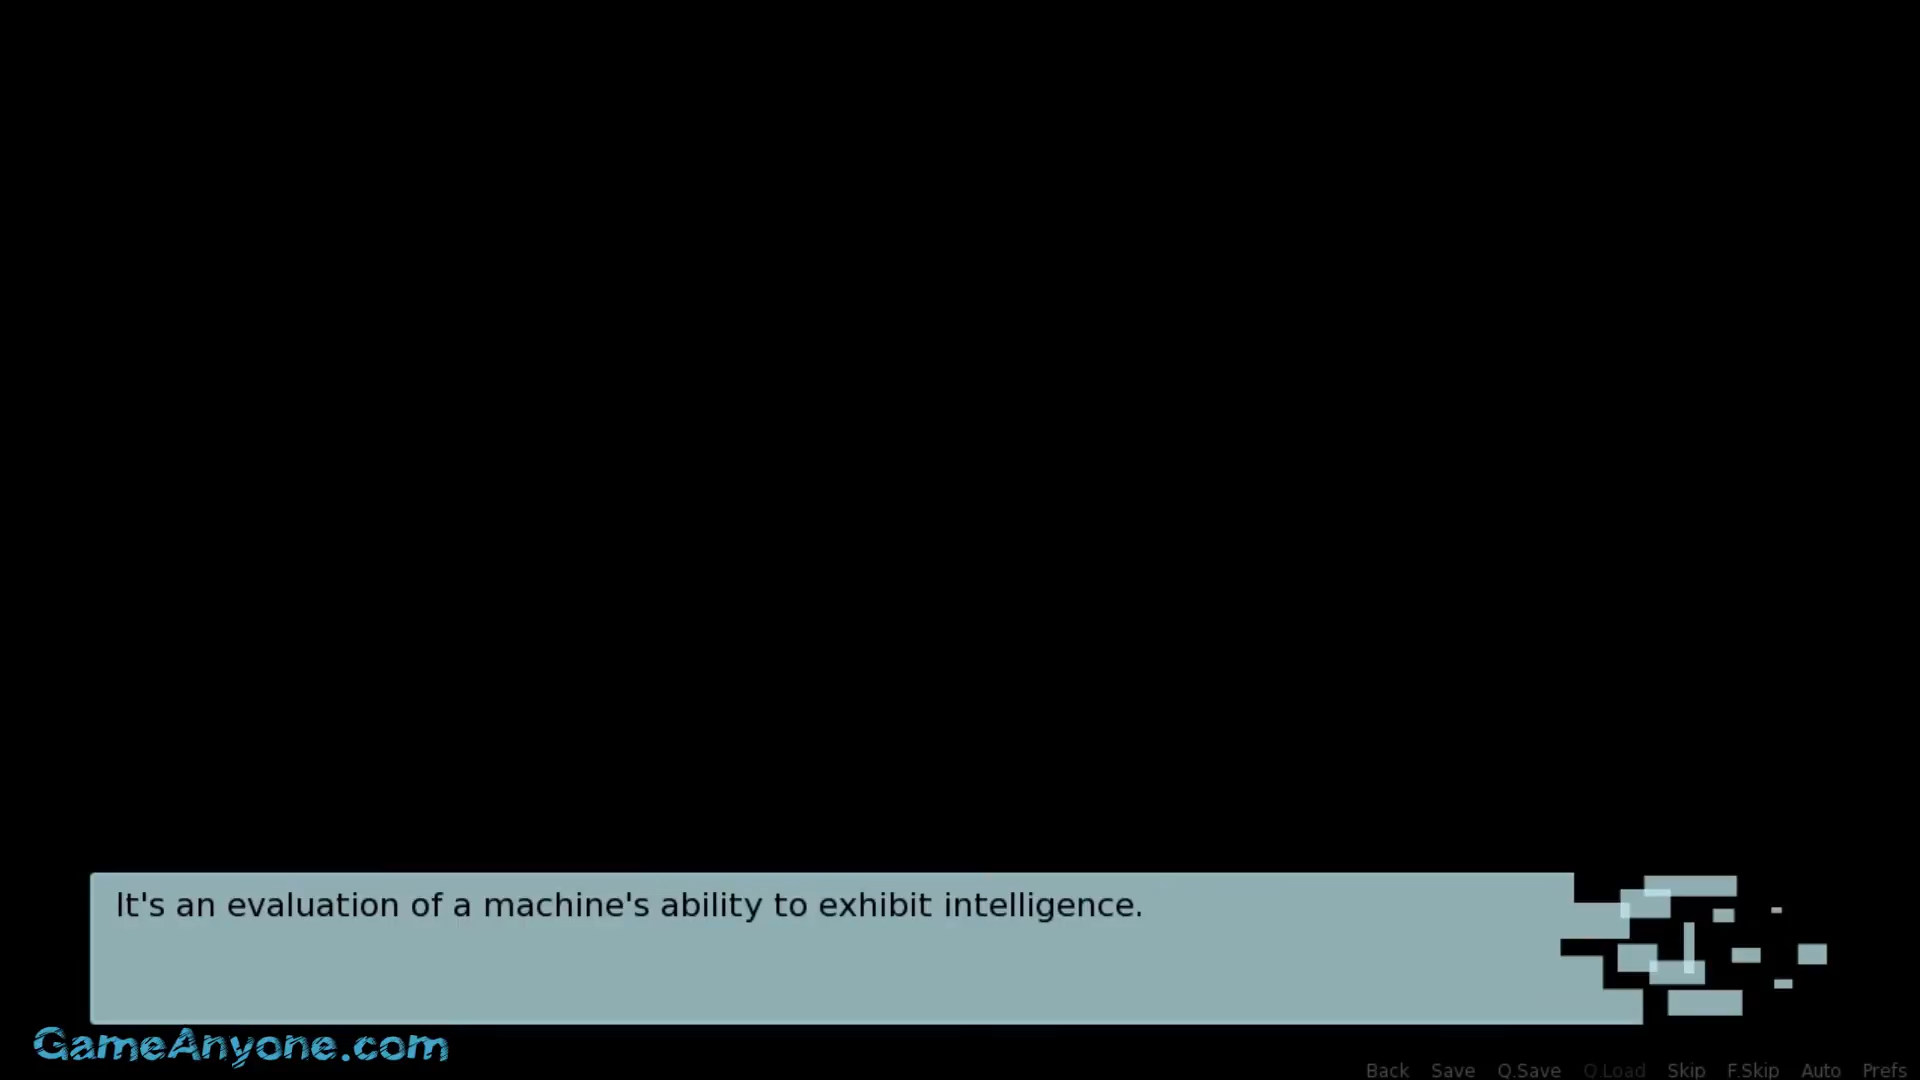 It's an evaluation of a machine's ability to exhibit intelligence.
GameAnyone.com
Back Save Q.Save Q.Load Skip F.Skip Auto Prefs